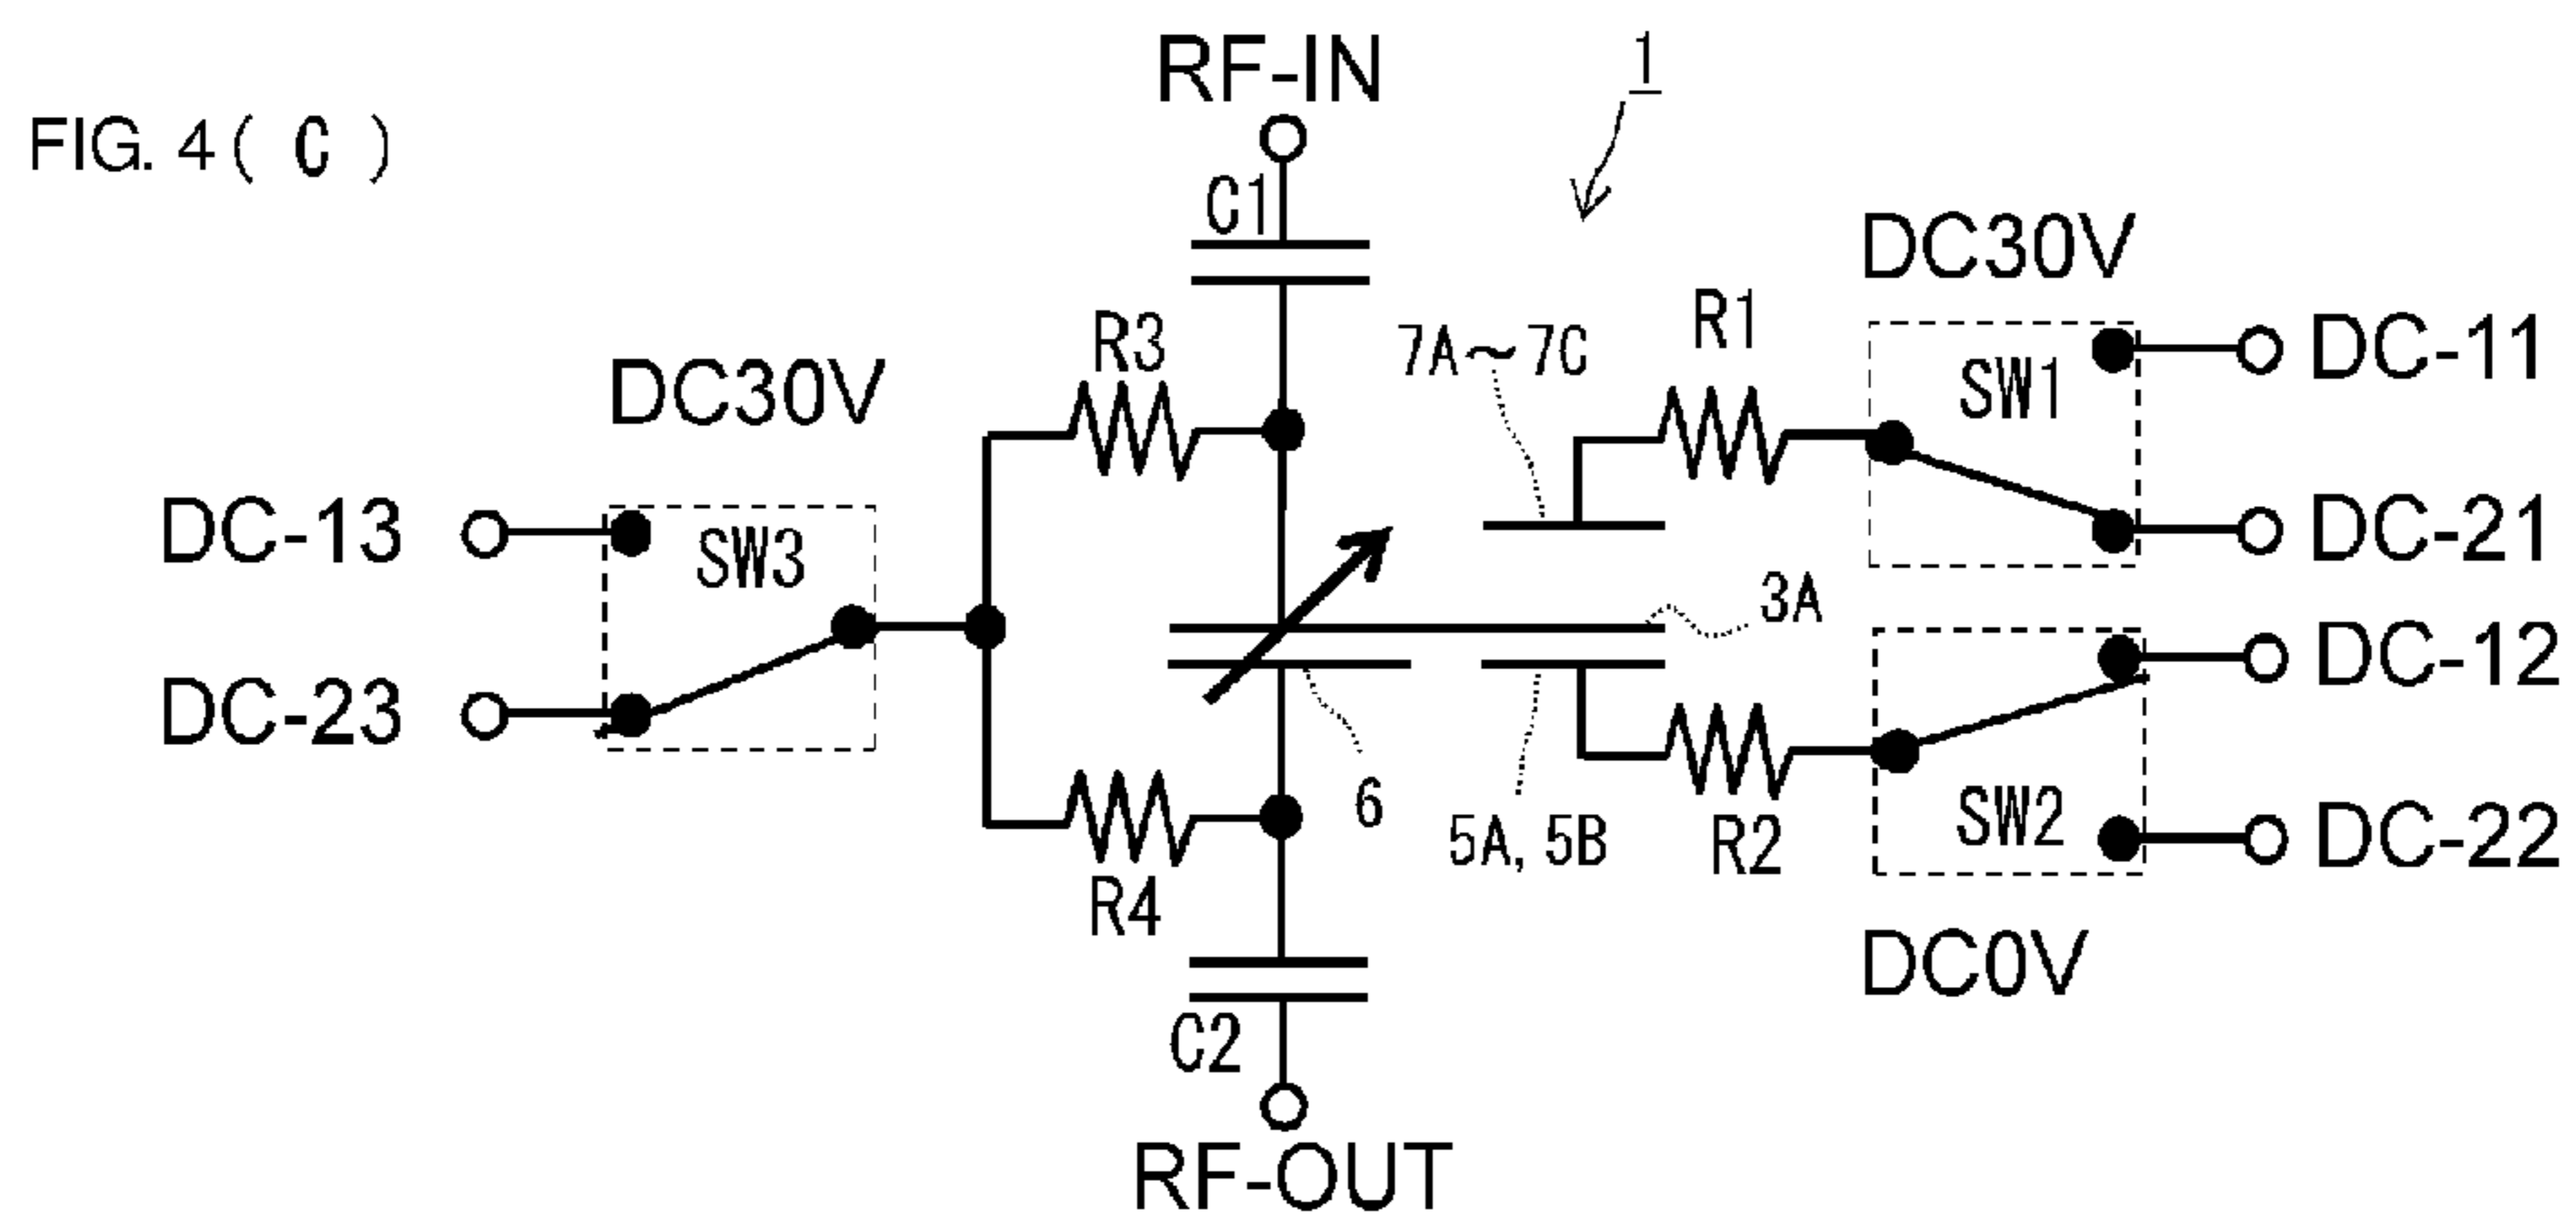 RF-IN
1
FIG. 4( C )
C1
DC30V
R1
R3
7A～7C
DC-11
DC30V
SW1
DC-13
DC-21
SW3
3A
DC-12
DC-23
6
SW2
5A, 5B
R2
DC-22
R4
DC0V
C2
RF-OUT